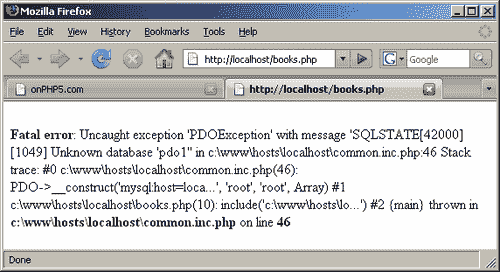 Mozilla Firefox
File Edit View History Bookmarks Tools Help
http://localhost/books.php
Google
onPHP5.com
http://localhost/books.php
Fatal error: Uncaught exception 'PDOException' with message 'SQLSTATE[42000]
[1049] Unknown database 'pdo1'' in c:\www\hosts\localhost\common.inc.php:46 Stack
trace: #0 c:\www\hosts\localhost\common.inc.php(46):
PDO->__construct('mysql:host=loca...', 'root', 'root', Array) #1
c:\www\hosts\localhost\books.php(10): include('c:\www\hosts\lo...') #2 {main} thrown in
c:\www\hosts\localhost\common.inc.php on line 46
Done